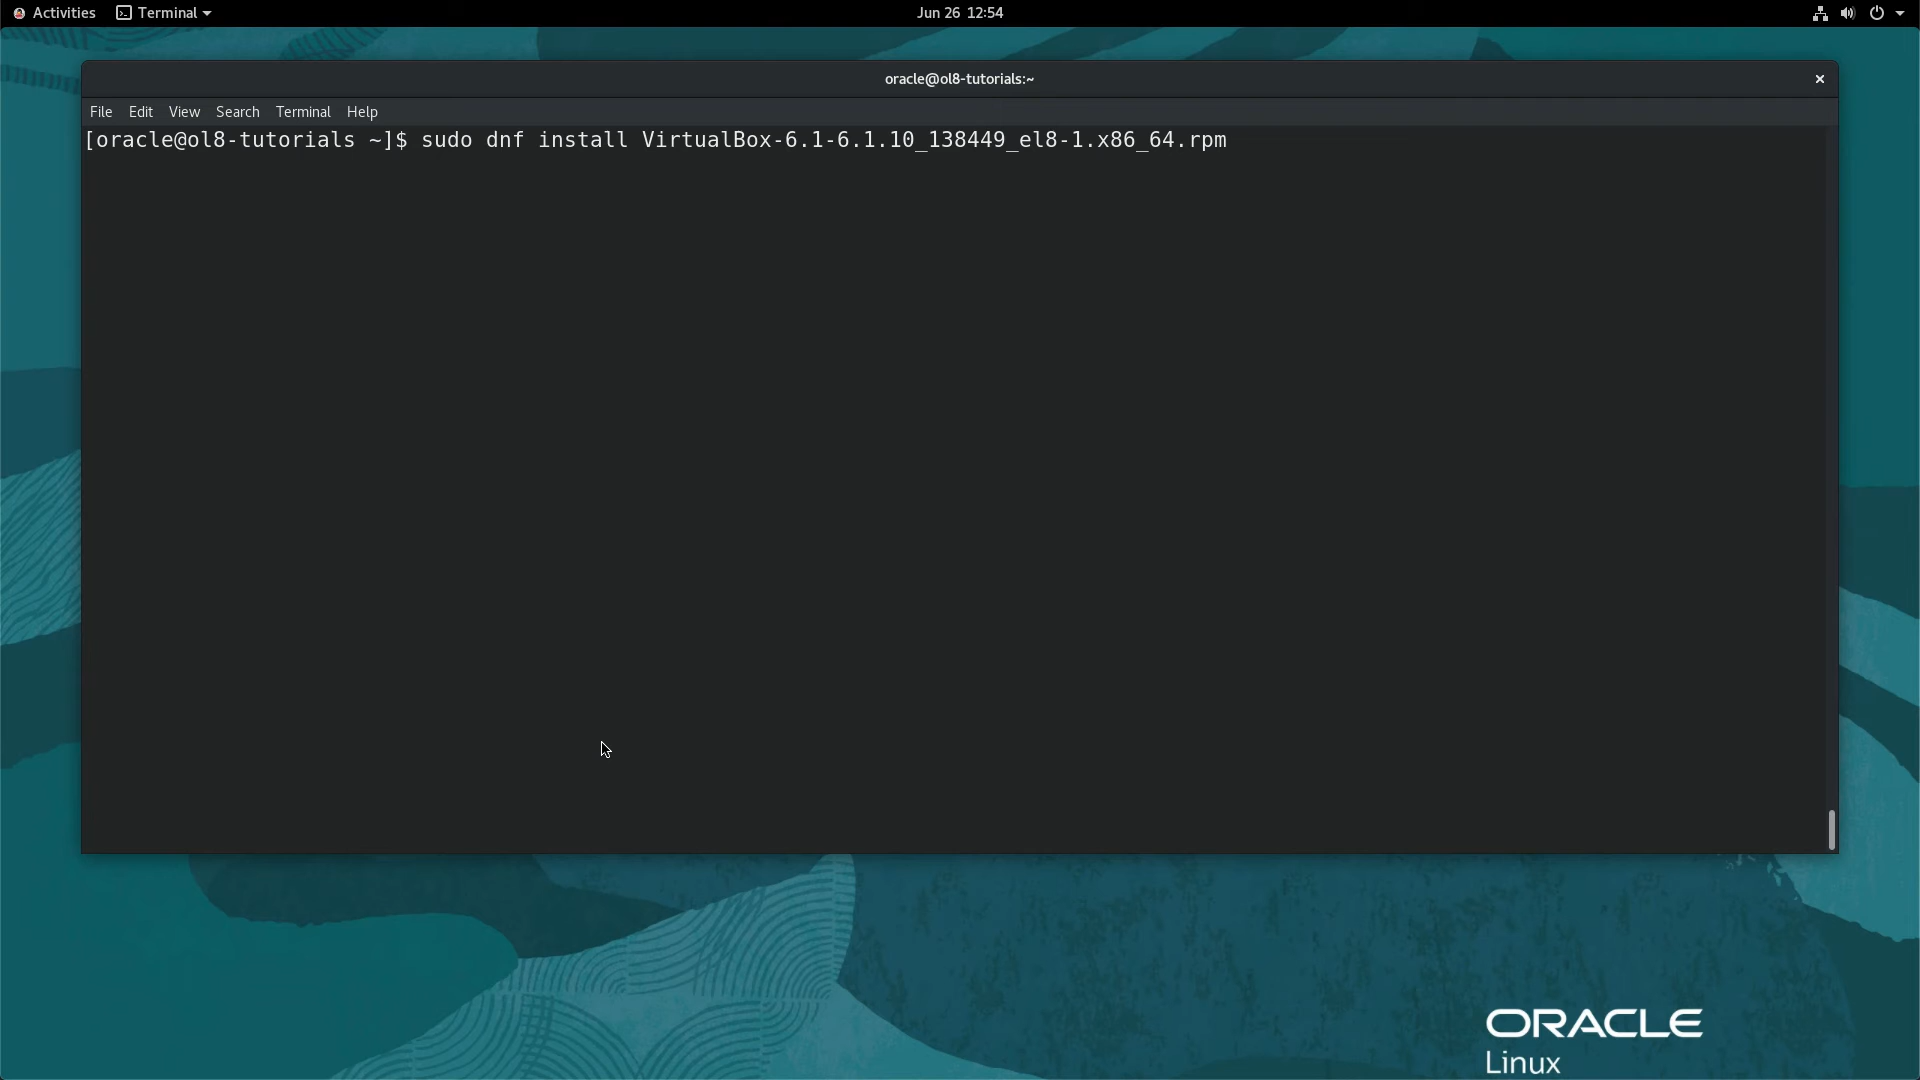 Activities Terminal Jun 26 12:54
oracle@ol8-tutorials:~
File Edit View Search Terminal Help
[oracle@ol8-tutorials ~]$ sudo dnf install VirtualBox-6.1-6.1.10_138449_el8-1.x86_64.rpm
ORACLE
Linux